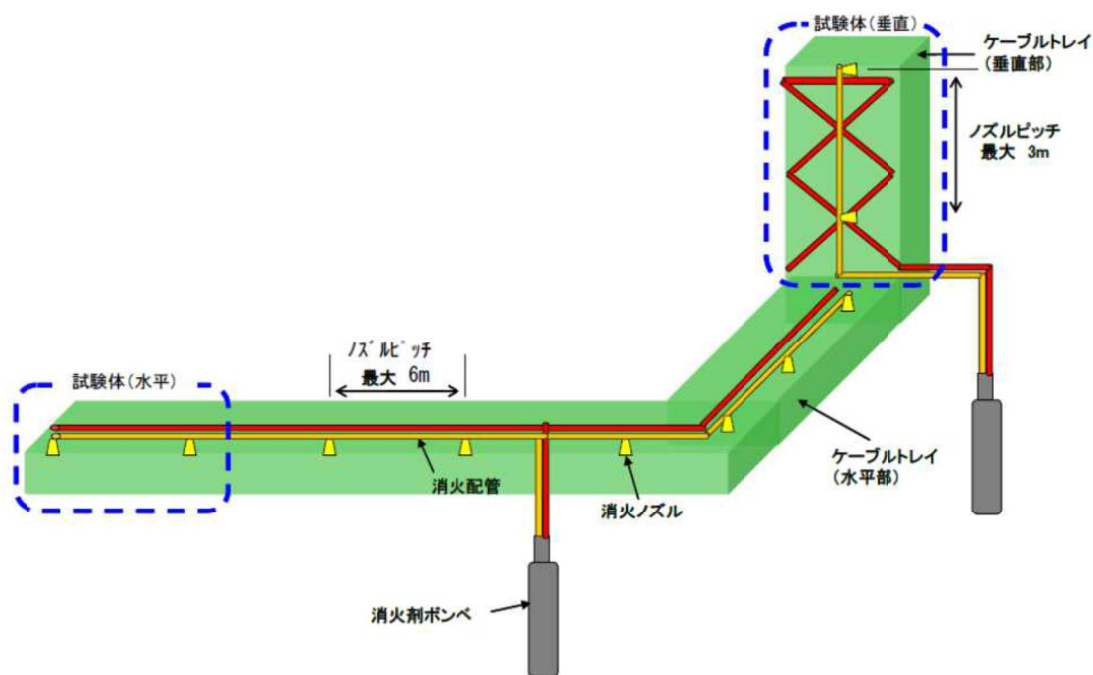 試験体(垂直)
ケーブルトレイ
(垂直部)
ノズルピッチ
最大 3m
ノズルピッチ
最大 6m
試験体(水平)
ケーブルトレイ
(水平部)
消火配管
消火ノズル
消火剤ボンベ